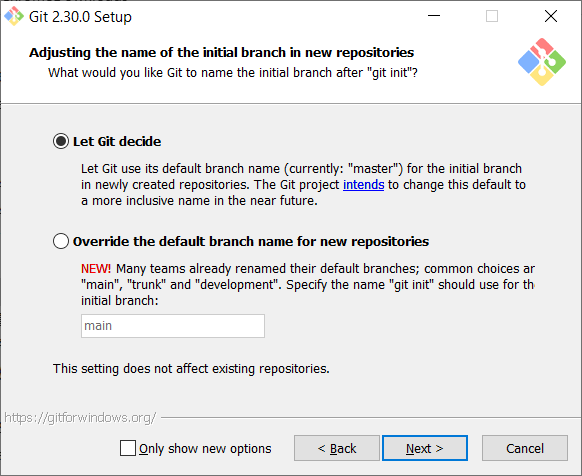 Git 2.30.0 Setup
Adjusting the name of the initial branch in new repositories
What would you like Git to name the initial branch after "git init"?
Let Git decide
Let Git use its default branch name (currently: "master") for the initial branch
in newly created repositories. The Git project intends to change this default to
a more inclusive name in the near future.
Override the default branch name for new repositories
NEW! Many teams already renamed their default branches; common choices ar
"main", "trunk" and "development". Specify the name "git init" should use for the
initial branch:
main
This setting does not affect existing repositories.
https://gitforwindows.org/
Only show new options
< Back
Next >
Cancel